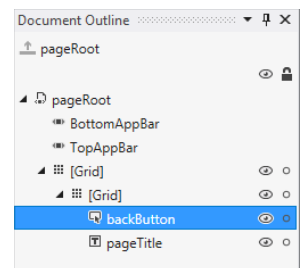 Document Outline
pageRoot
pageRoot
BottomAppBar
TopAppBar
[Grid]
[Grid]
backButton
pageTitle